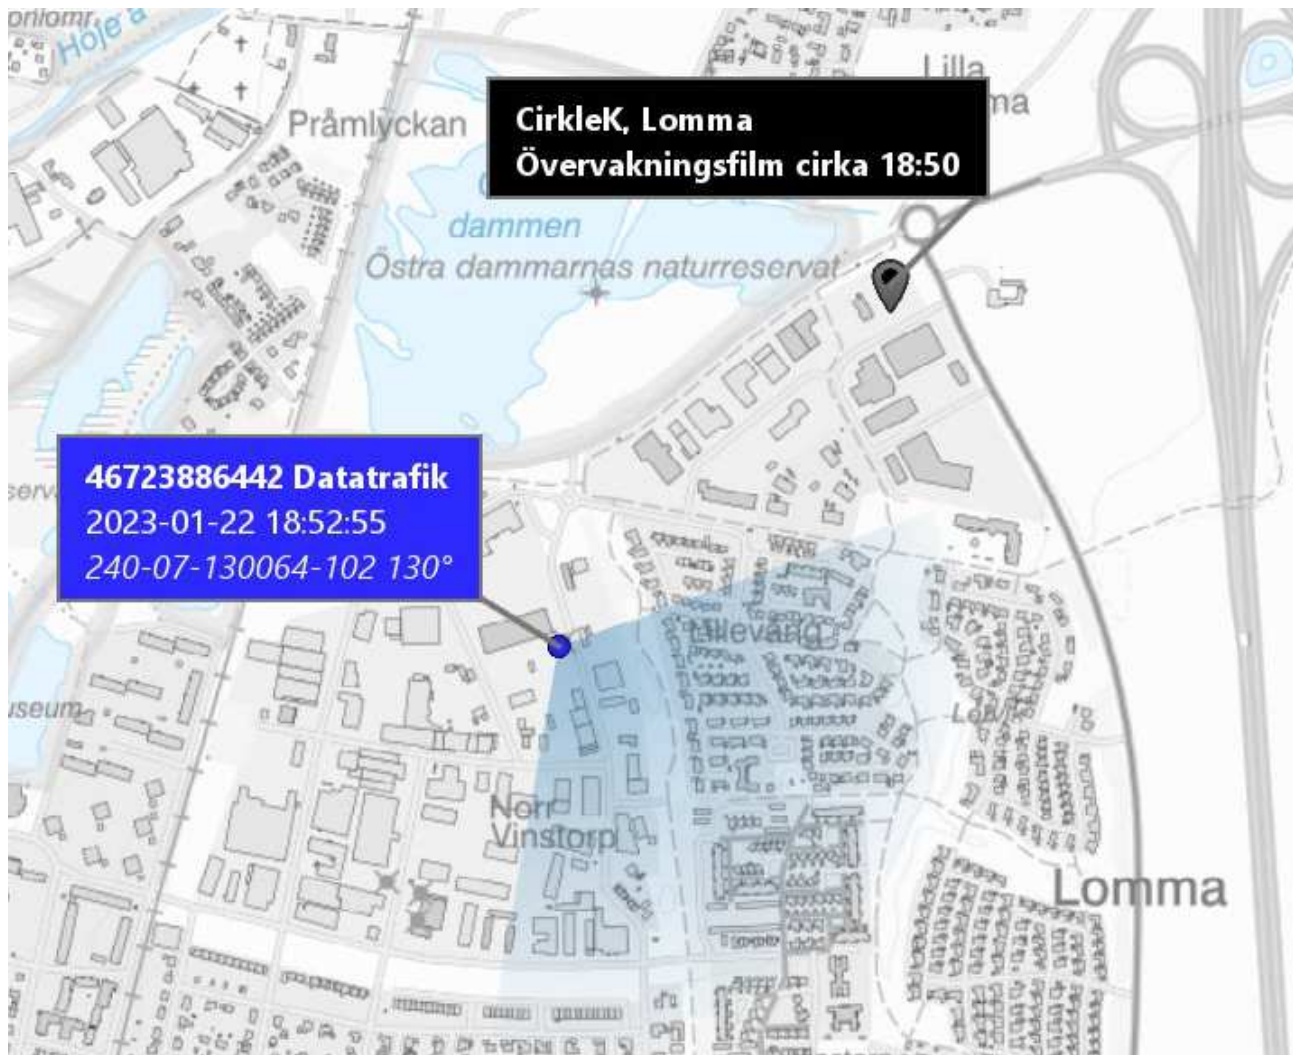 Höje å
Lilla
CirkleK, Lomma
Övervakningsfilm cirka 18:50
Pråmlyckan
dammen
Östra dammarnas naturreservat
46723886442 Datatrafik
2023-01-22 18:52:55
240-07-130064-102 130°
Lillevång
Norr
Vinstorp
Lomma